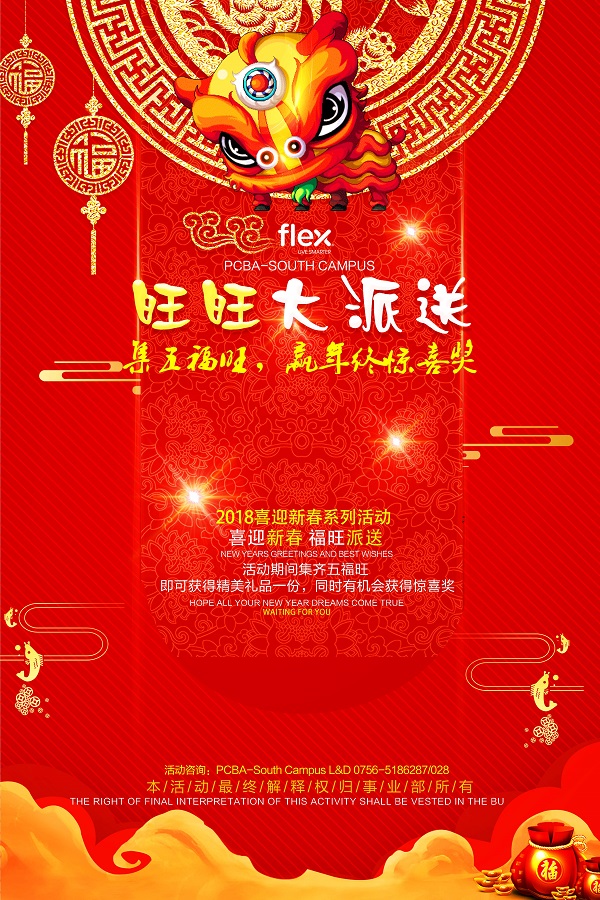 福
福
flex
LIVE SMARTER
PCBA-SOUTH CAMPUS
旺旺大派送
集五福旺，赢年终惊喜奖
2018喜迎新春系列活动
喜迎新春 福旺派送
NEW YEARS GREETINGS AND BEST WISHES
活动期间集齐五福旺
即可获得精美礼品一份，同时有机会获得惊喜奖
HOPE ALL YOUR NEW YEAR DREAMS COME TRUE
WAITING FOR YOU
活动咨询：PCBA-South Campus L&D 0756-5186287/028
本/活/动/最/终/解/释/权/归/事/业/部/所/有
THE RIGHT OF FINAL INTERPRETATION OF THIS ACTIVITY SHALL BE VESTED IN THE BU
福